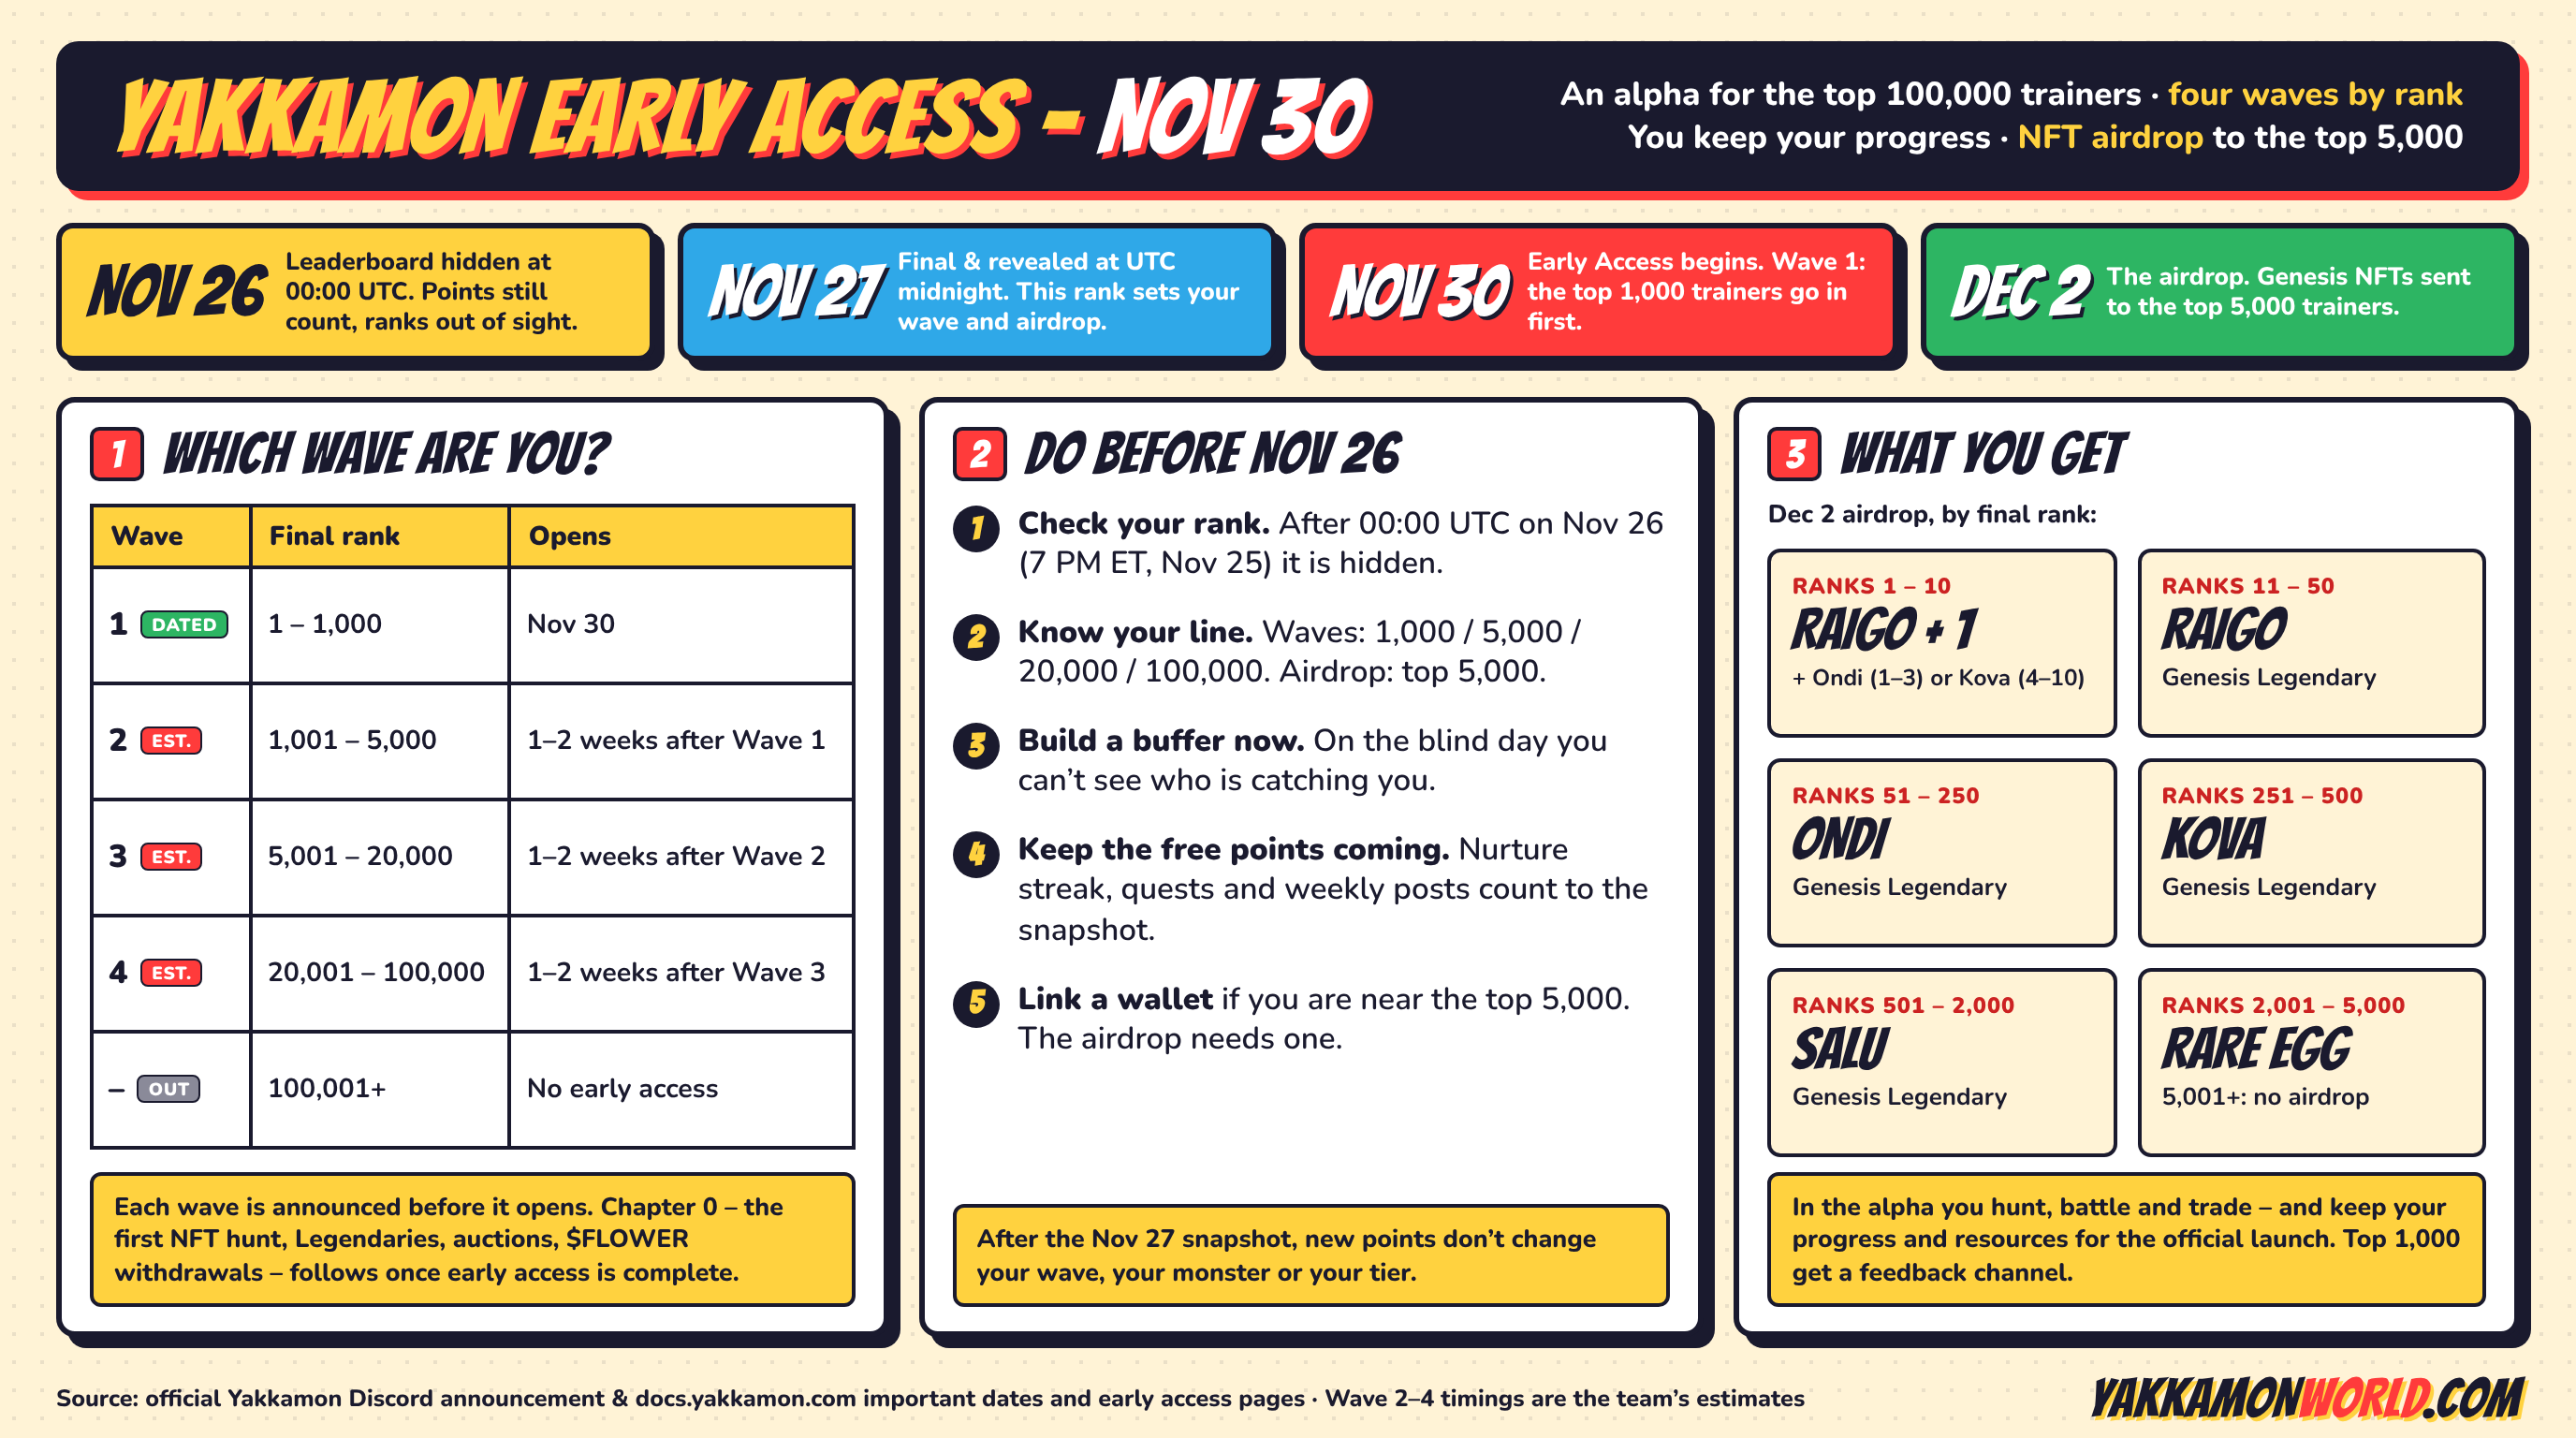 YAKKAMON EARLY ACCESS – NOV 30
An alpha for the top 100,000 trainers · four waves by rank
You keep your progress · NFT airdrop to the top 5,000
NOV 26
Leaderboard hidden at
00:00 UTC. Points still
count, ranks out of sight.
NOV 27
Final & revealed at UTC
midnight. This rank sets your
wave and airdrop.
NOV 30
Early Access begins. Wave 1:
the top 1,000 trainers go in
first.
DEC 2
The airdrop. Genesis NFTs sent
to the top 5,000 trainers.
1 WHICH WAVE ARE YOU?
Wave Final rank Opens
1 DATED 1 – 1,000 Nov 30
2 EST. 1,001 – 5,000 1–2 weeks after Wave 1
3 EST. 5,001 – 20,000 1–2 weeks after Wave 2
4 EST. 20,001 – 100,000 1–2 weeks after Wave 3
– OUT 100,001+ No early access
Each wave is announced before it opens. Chapter 0 – the
first NFT hunt, Legendaries, auctions, $FLOWER
withdrawals – follows once early access is complete.
2 DO BEFORE NOV 26
1 Check your rank. After 00:00 UTC on Nov 26
(7 PM ET, Nov 25) it is hidden.
2 Know your line. Waves: 1,000 / 5,000 /
20,000 / 100,000. Airdrop: top 5,000.
3 Build a buffer now. On the blind day you
can’t see who is catching you.
4 Keep the free points coming. Nurture
streak, quests and weekly posts count to the
snapshot.
5 Link a wallet if you are near the top 5,000.
The airdrop needs one.
After the Nov 27 snapshot, new points don’t change
your wave, your monster or your tier.
3 WHAT YOU GET
Dec 2 airdrop, by final rank:
RANKS 1 – 10
RAIGO + 1
+ Ondi (1–3) or Kova (4–10)
RANKS 11 – 50
RAIGO
Genesis Legendary
RANKS 51 – 250
ONDI
Genesis Legendary
RANKS 251 – 500
KOVA
Genesis Legendary
RANKS 501 – 2,000
SALU
Genesis Legendary
RANKS 2,001 – 5,000
RARE EGG
5,001+: no airdrop
In the alpha you hunt, battle and trade – and keep your
progress and resources for the official launch. Top 1,000
get a feedback channel.
Source: official Yakkamon Discord announcement & docs.yakkamon.com important dates and early access pages · Wave 2–4 timings are the team’s estimates
YAKKAMONWORLD.COM